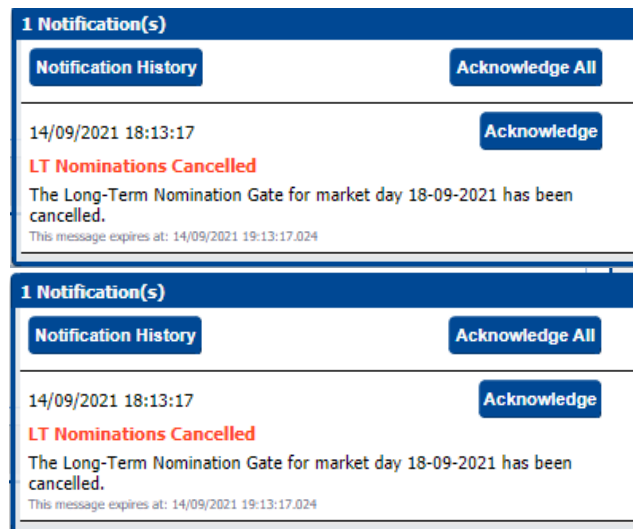 1 Notification(s)
Notification History
Acknowledge All
14/09/2021 18:13:17
Acknowledge
LT Nominations Cancelled
The Long-Term Nomination Gate for market day 18-09-2021 has been
cancelled.
This message expires at: 14/09/2021 19:13:17.024
1 Notification(s)
Notification History
Acknowledge All
14/09/2021 18:13:17
Acknowledge
LT Nominations Cancelled
The Long-Term Nomination Gate for market day 18-09-2021 has been
cancelled.
This message expires at: 14/09/2021 19:13:17.024